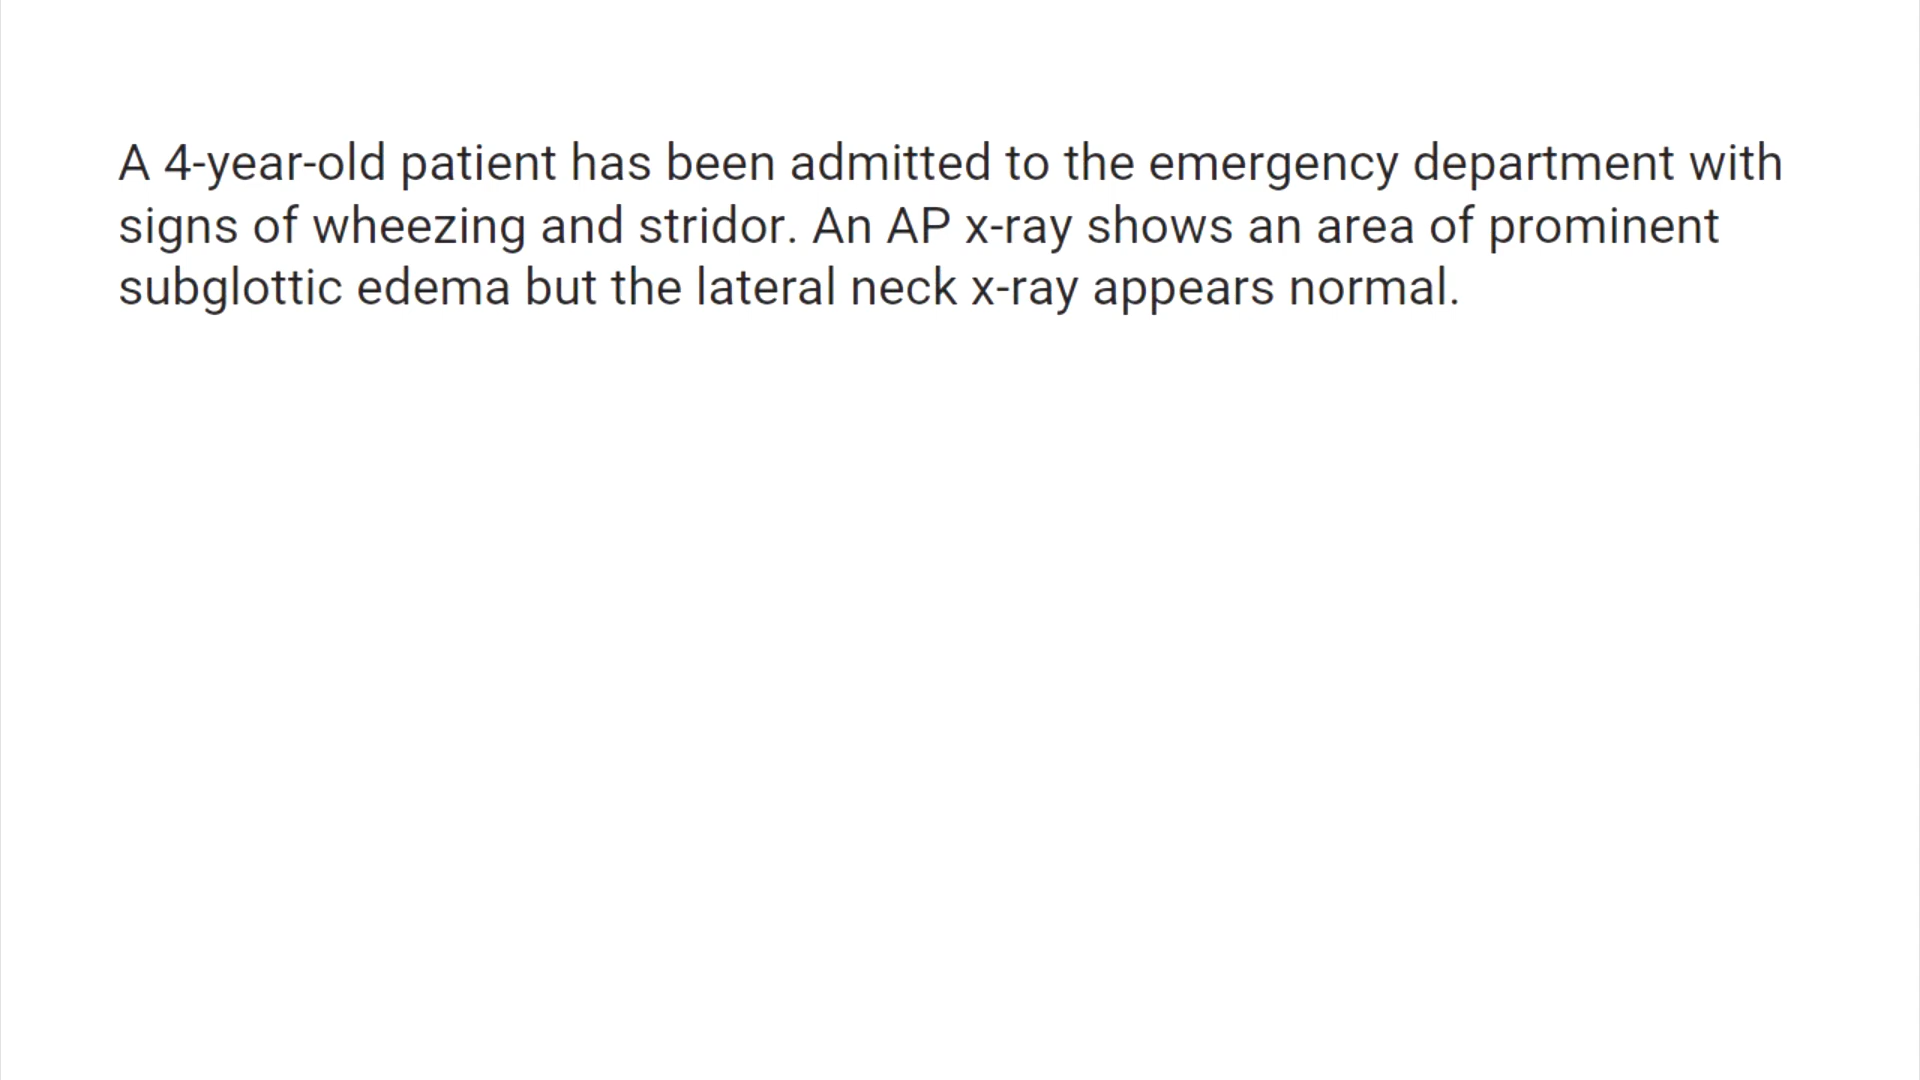 A 4-year-old patient has been admitted to the emergency department with
signs of wheezing and stridor. An AP x-ray shows an area of prominent
subglottic edema but the lateral neck x-ray appears normal.